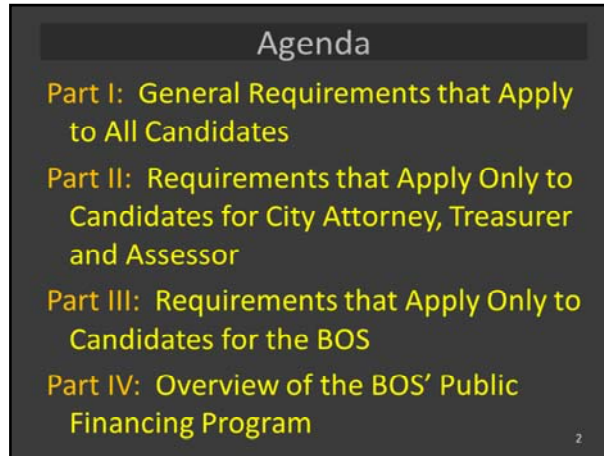 Agenda
Part I: General Requirements that Apply
to All Candidates
Part II: Requirements that Apply Only to
Candidates for City Attorney, Treasurer
and Assessor
Part III: Requirements that Apply Only to
Candidates for the BOS
Part IV: Overview of the BOS’ Public
Financing Program
2